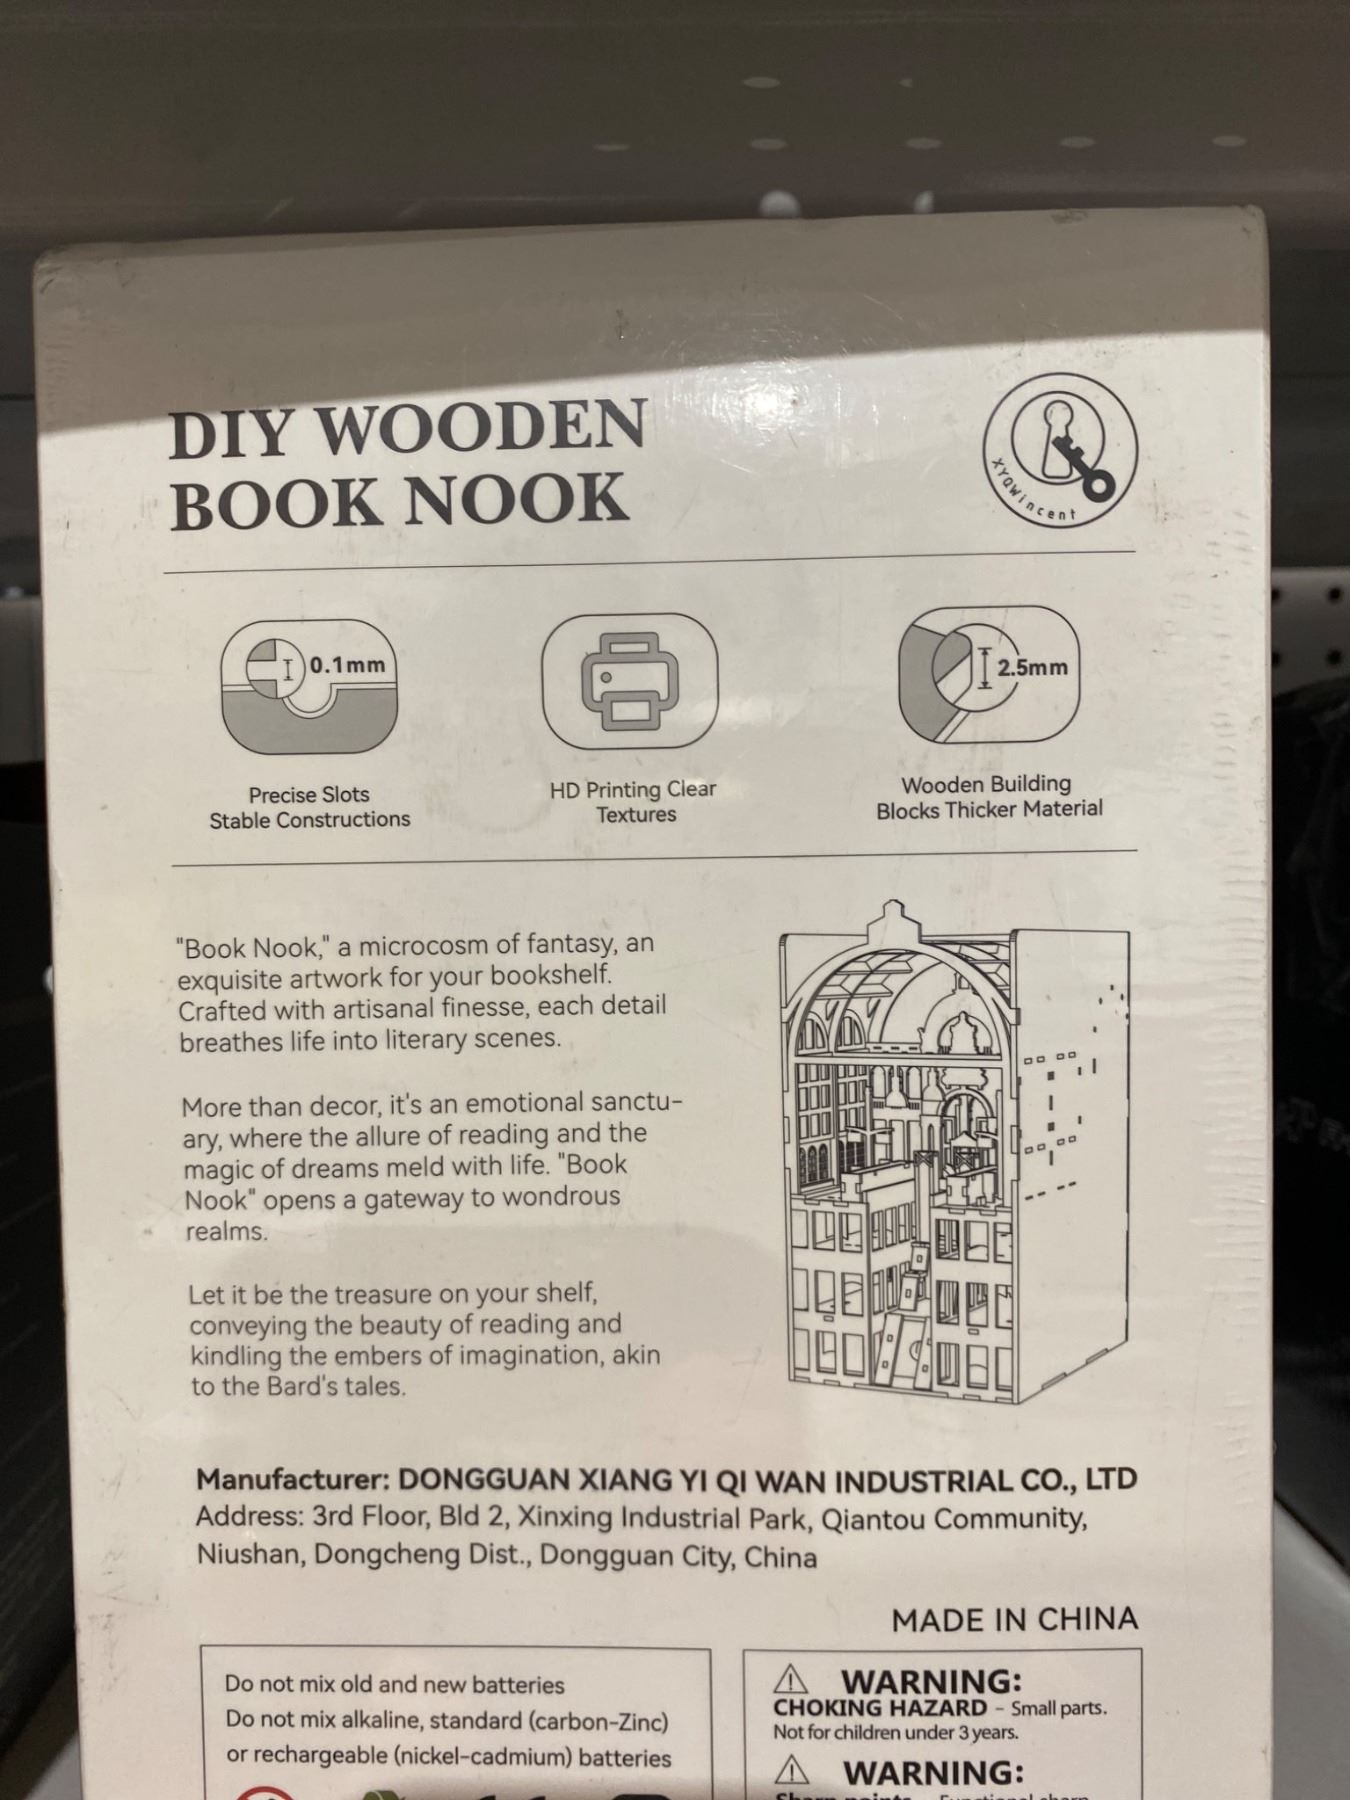 DIY WOODEN
BOOK NOOK
XYQWincent
0.1mm
2.5mm
Precise Slots
Stable Constructions
HD Printing Clear
Textures
Wooden Building
Blocks Thicker Material
"Book Nook," a microcosm of fantasy, an
exquisite artwork for your bookshelf.
Crafted with artisanal finesse, each detail
breathes life into literary scenes.
More than decor, it's an emotional sanctu-
ary, where the allure of reading and the
magic of dreams meld with life. "Book
Nook" opens a gateway to wondrous
realms.
Let it be the treasure on your shelf,
conveying the beauty of reading and
kindling the embers of imagination, akin
to the Bard's tales.
Manufacturer: DONGGUAN XIANG YI QI WAN INDUSTRIAL CO., LTD
Address: 3rd Floor, Bld 2, Xinxing Industrial Park, Qiantou Community,
Niushan, Dongcheng Dist., Dongguan City, China
MADE IN CHINA
Do not mix old and new batteries
Do not mix alkaline, standard (carbon-Zinc)
or rechargeable (nickel-cadmium) batteries
WARNING:
CHOKING HAZARD - Small parts.
Not for children under 3 years.
WARNING:
Sharp points - Functional sharp